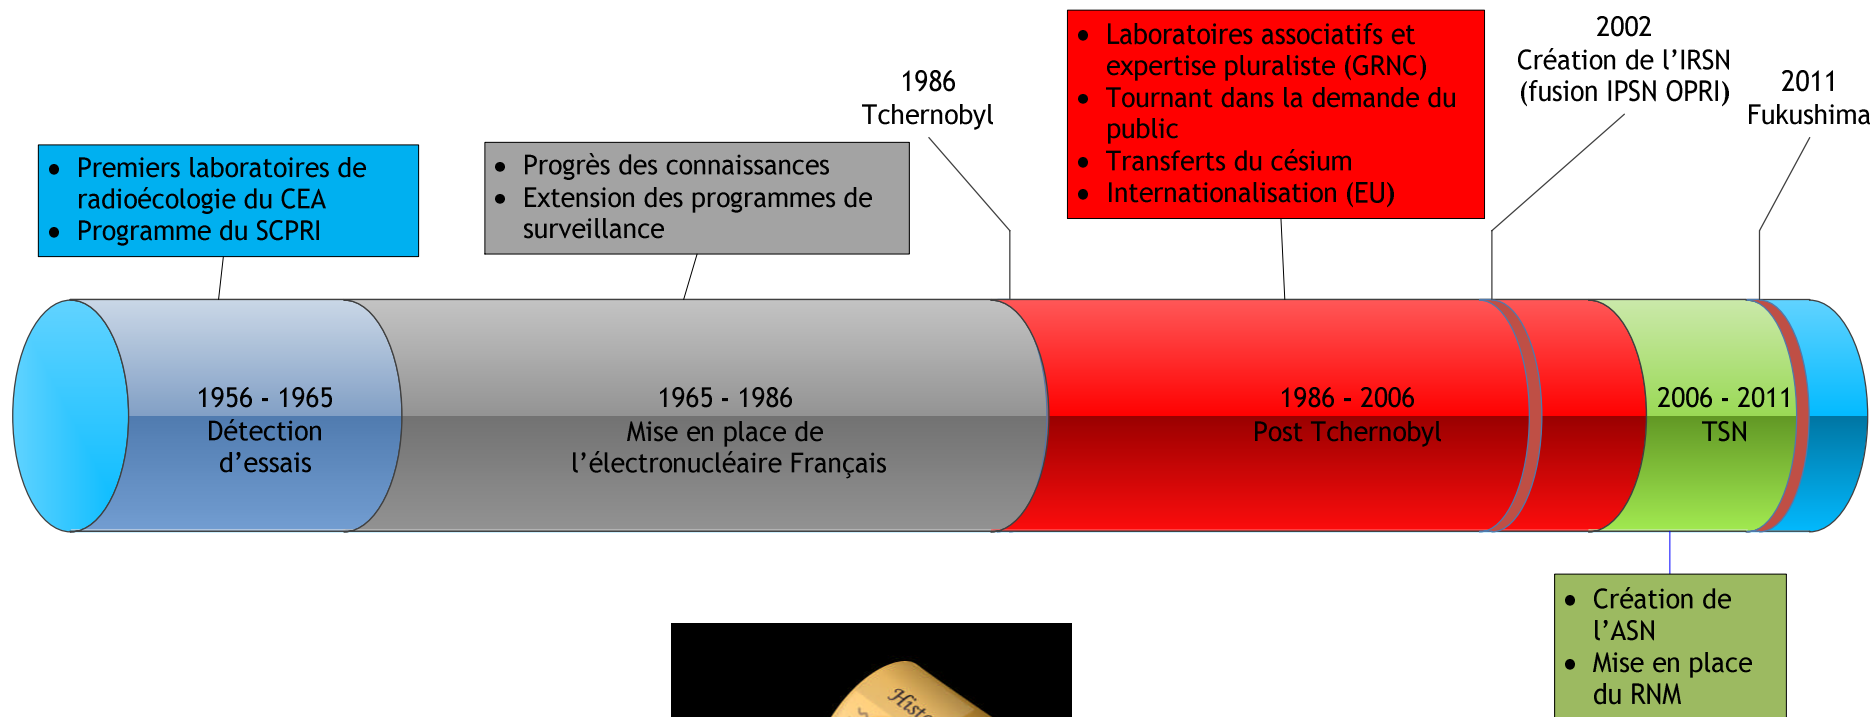 1986
Tchernobyl
2002
Création de l’IRSN
(fusion IPSN OPRI)
2011
Fukushima
• Premiers laboratoires de
radioécologie du CEA
• Programme du SCPRI
• Progrès des connaissances
• Extension des programmes de
surveillance
• Laboratoires associatifs et
expertise pluraliste (GRNC)
• Tournant dans la demande du
public
• Transferts du césium
• Internationalisation (EU)
1956 - 1965
Détection
d’essais
1965 - 1986
Mise en place de
l’électronucléaire Français
1986 - 2006
Post Tchernobyl
2006 - 2011
TSN
• Création de
l’ASN
• Mise en place
du RNM